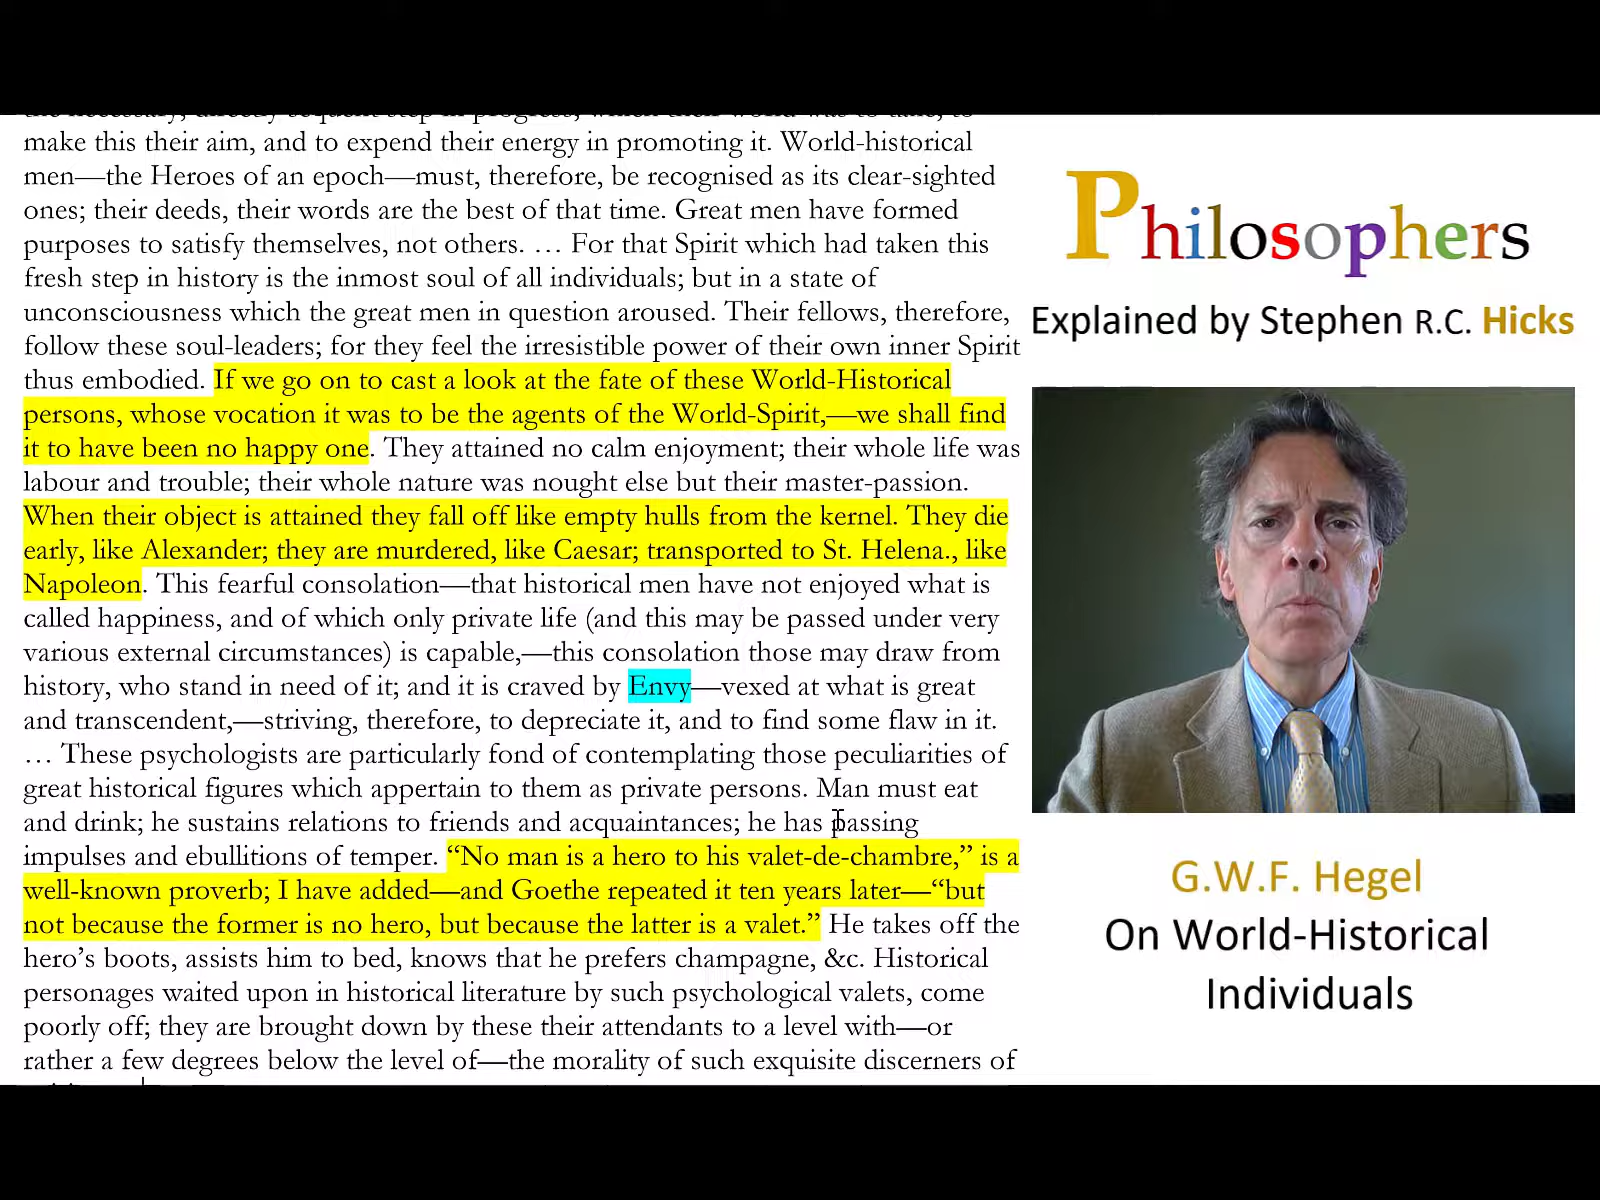 the necessary, directly sequent step in progress, which their world was to take; to
make this their aim, and to expend their energy in promoting it. World-historical
men—the Heroes of an epoch—must, therefore, be recognised as its clear-sighted
ones; their deeds, their words are the best of that time. Great men have formed
purposes to satisfy themselves, not others. … For that Spirit which had taken this
fresh step in history is the inmost soul of all individuals; but in a state of
unconsciousness which the great men in question aroused. Their fellows, therefore,
follow these soul-leaders; for they feel the irresistible power of their own inner Spirit
thus embodied. If we go on to cast a look at the fate of these World-Historical
persons, whose vocation it was to be the agents of the World-Spirit,—we shall find
it to have been no happy one. They attained no calm enjoyment; their whole life was
labour and trouble; their whole nature was nought else but their master-passion.
When their object is attained they fall off like empty hulls from the kernel. They die
early, like Alexander; they are murdered, like Caesar; transported to St. Helena., like
Napoleon. This fearful consolation—that historical men have not enjoyed what is
called happiness, and of which only private life (and this may be passed under very
various external circumstances) is capable,—this consolation those may draw from
history, who stand in need of it; and it is craved by Envy—vexed at what is great
and transcendent,—striving, therefore, to depreciate it, and to find some flaw in it.
… These psychologists are particularly fond of contemplating those peculiarities of
great historical figures which appertain to them as private persons. Man must eat
and drink; he sustains relations to friends and acquaintances; he has passing
impulses and ebullitions of temper. “No man is a hero to his valet-de-chambre,” is a
well-known proverb; I have added—and Goethe repeated it ten years later—“but
not because the former is no hero, but because the latter is a valet.” He takes off the
hero’s boots, assists him to bed, knows that he prefers champagne, &c. Historical
personages waited upon in historical literature by such psychological valets, come
poorly off; they are brought down by these their attendants to a level with—or
rather a few degrees below the level of—the morality of such exquisite discerners of
Philosophers
Explained by Stephen R.C. Hicks
G.W.F. Hegel
On World-Historical
Individuals